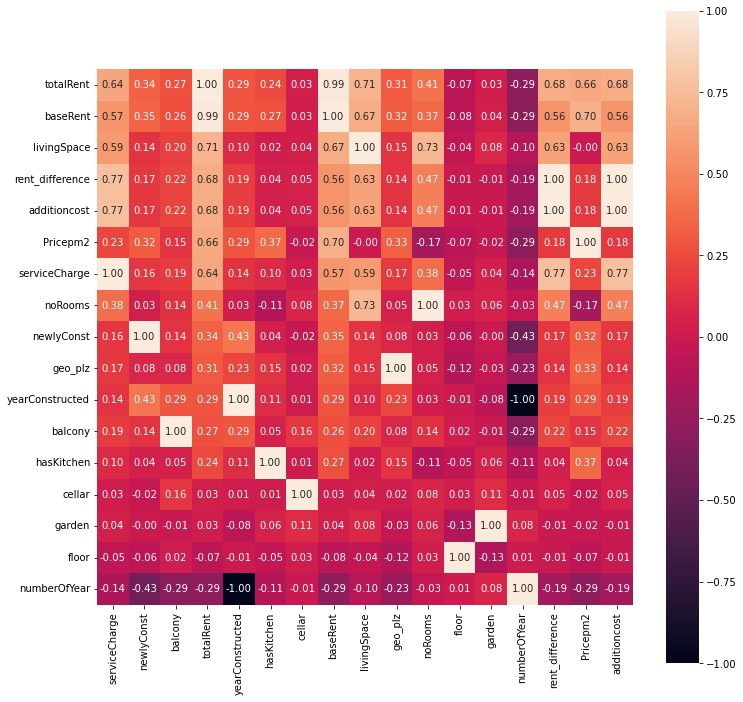 totalRent 0.64 0.34 0.27 1.00 0.29 0.24 0.03 0.99 0.71 0.31 0.41 -0.07 0.03 -0.29 0.68 0.66 0.68
baseRent 0.57 0.35 0.26 0.99 0.29 0.27 0.03 1.00 0.67 0.32 0.37 -0.08 0.04 -0.29 0.56 0.70 0.56
livingSpace 0.59 0.14 0.20 0.71 0.10 0.02 0.04 0.67 1.00 0.15 0.73 -0.04 0.08 -0.10 0.63 -0.00 0.63
rent_difference 0.77 0.17 0.22 0.68 0.19 0.04 0.05 0.56 0.63 0.14 0.47 -0.01 -0.01 -0.19 1.00 0.18 1.00
additioncost 0.77 0.17 0.22 0.68 0.19 0.04 0.05 0.56 0.63 0.14 0.47 -0.01 -0.01 -0.19 1.00 0.18 1.00
Pricepm2 0.23 0.32 0.15 0.66 0.29 0.37 -0.02 0.70 -0.00 0.33 -0.17 -0.07 -0.02 -0.29 0.18 1.00 0.18
serviceCharge 1.00 0.16 0.19 0.64 0.14 0.10 0.03 0.57 0.59 0.17 0.38 -0.05 0.04 -0.14 0.77 0.23 0.77
noRooms 0.38 0.03 0.14 0.41 0.03 -0.11 0.08 0.37 0.73 0.05 1.00 0.03 0.06 -0.03 0.47 -0.17 0.47
newlyConst 0.16 1.00 0.14 0.34 0.43 0.04 -0.02 0.35 0.14 0.08 0.03 -0.06 -0.00 -0.43 0.17 0.32 0.17
geo_plz 0.17 0.08 0.08 0.31 0.23 0.15 0.02 0.32 0.15 1.00 0.05 -0.12 -0.03 -0.23 0.14 0.33 0.14
yearConstructed 0.14 0.43 0.29 0.29 1.00 0.11 0.01 0.29 0.10 0.23 0.03 -0.01 -0.08 -1.00 0.19 0.29 0.19
balcony 0.19 0.14 1.00 0.27 0.29 0.05 0.16 0.26 0.20 0.08 0.14 0.02 -0.01 -0.29 0.22 0.15 0.22
hasKitchen 0.10 0.04 0.05 0.24 0.11 1.00 0.01 0.27 0.02 0.15 -0.11 -0.05 0.06 -0.11 0.04 0.37 0.04
cellar 0.03 -0.02 0.16 0.03 0.01 0.01 1.00 0.03 0.04 0.02 0.08 0.03 0.11 -0.01 0.05 -0.02 0.05
garden 0.04 -0.00 -0.01 0.03 -0.08 0.06 0.11 0.04 0.08 -0.03 0.06 -0.13 1.00 0.08 -0.01 -0.02 -0.01
floor -0.05 -0.06 0.02 -0.07 -0.01 -0.05 0.03 -0.08 -0.04 -0.12 0.03 1.00 -0.13 0.01 -0.01 -0.07 -0.01
numberOfYear -0.14 -0.43 -0.29 -0.29 -1.00 -0.11 -0.01 -0.29 -0.10 -0.23 -0.03 0.01 0.08 1.00 -0.19 -0.29 -0.19
serviceCharge
newlyConst
balcony
totalRent
yearConstructed
hasKitchen
cellar
baseRent
livingSpace
geo_plz
noRooms
floor
garden
numberOfYear
rent_difference
Pricepm2
additioncost
1.00
0.75
0.50
0.25
0.00
-0.25
-0.50
-0.75
-1.00